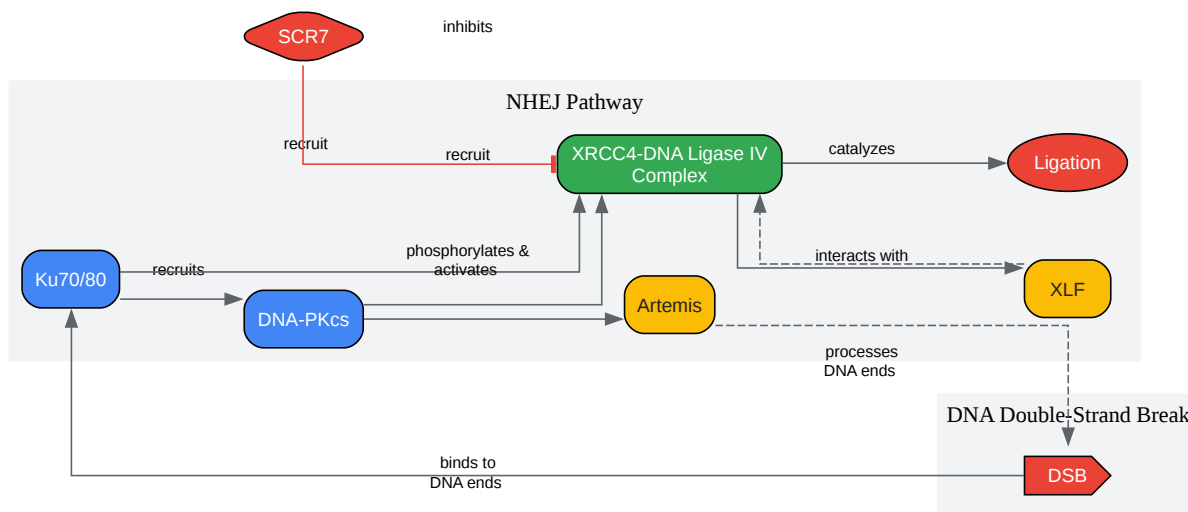 SCR7
inhibits
NHEJ Pathway
recruit
recruit
XRCC4-DNA Ligase IV
Complex
catalyzes
Ligation
Ku70/80
recruits
phosphorylates &
activates
interacts with
XLF
DNA-PKcs
Artemis
processes
DNA ends
DNA Double-Strand Break
binds to
DNA ends
DSB